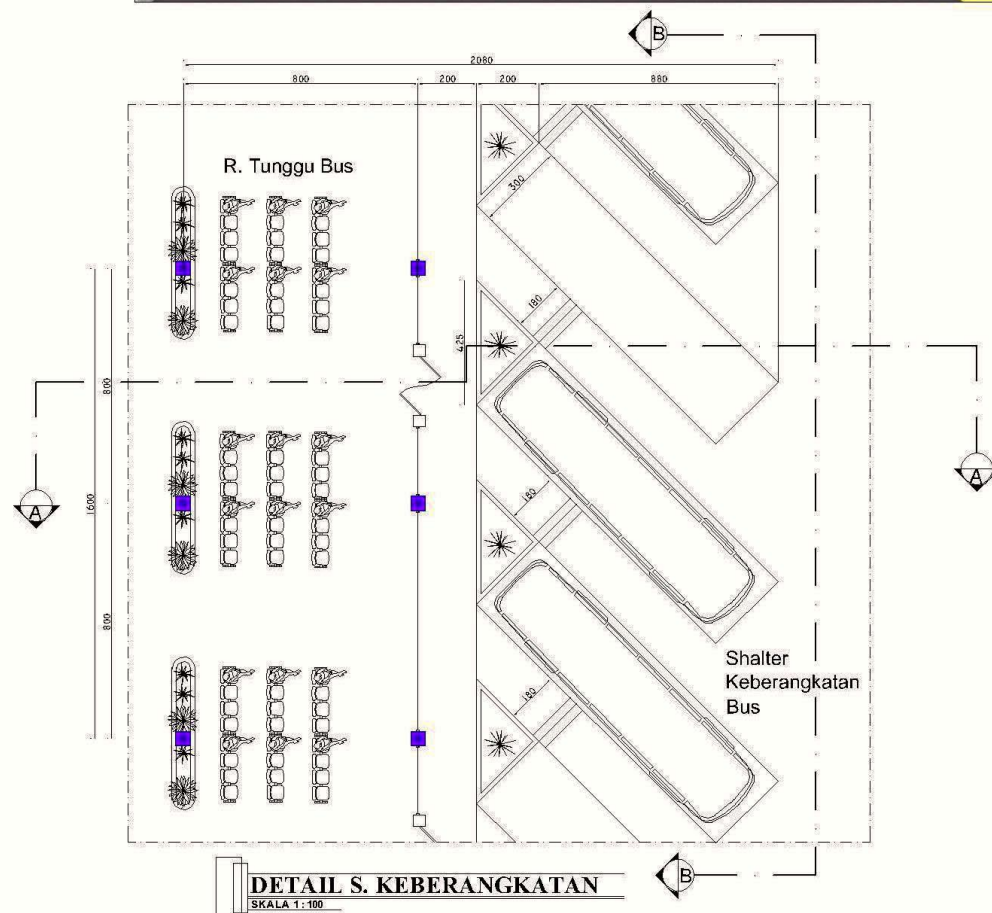 B
2080
800
200
200
880
R. Tunggu Bus
300
180
425
800
A
A
1600
180
800
Shalter
Keberangkatan
Bus
180
B
DETAIL S. KEBERANGKATAN
SKALA 1 : 100